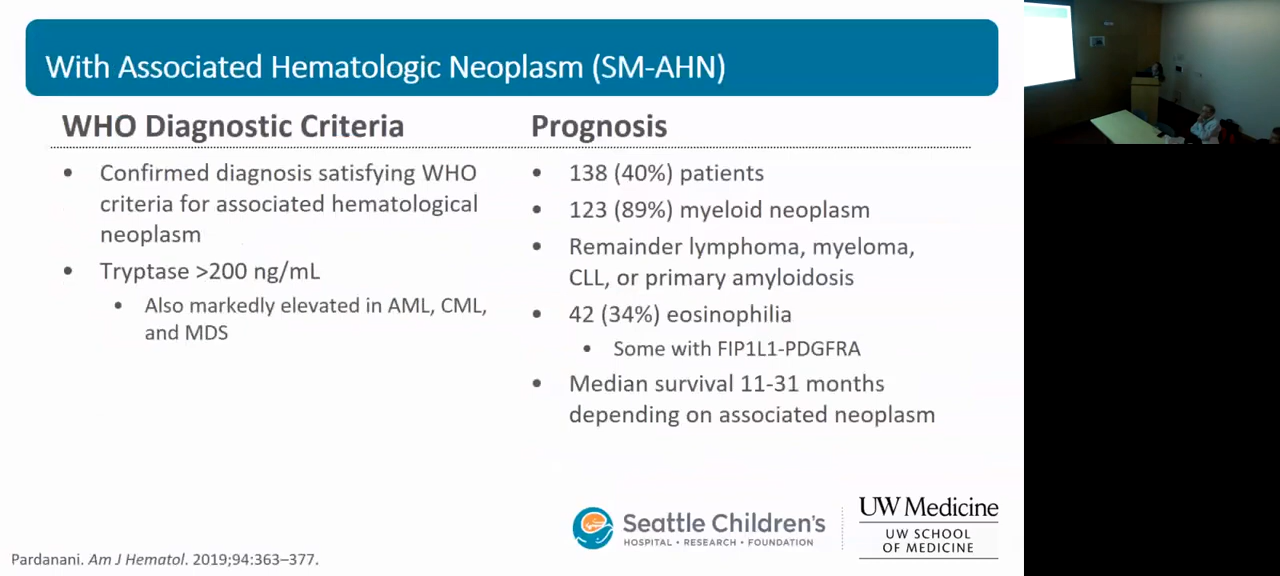 With Associated Hematologic Neoplasm (SM-AHN)
WHO Diagnostic Criteria
• Confirmed diagnosis satisfying WHO
criteria for associated hematological
neoplasm
• Tryptase >200 ng/mL
• Also markedly elevated in AML, CML,
and MDS
Prognosis
• 138 (40%) patients
• 123 (89%) myeloid neoplasm
• Remainder lymphoma, myeloma,
CLL, or primary amyloidosis
• 42 (34%) eosinophilia
• Some with FIP1L1-PDGFRA
• Median survival 11-31 months
depending on associated neoplasm
Seattle Children's
HOSPITAL • RESEARCH • FOUNDATION
UW Medicine
UW SCHOOL
OF MEDICINE
Pardanani. Am J Hematol. 2019;94:363–377.